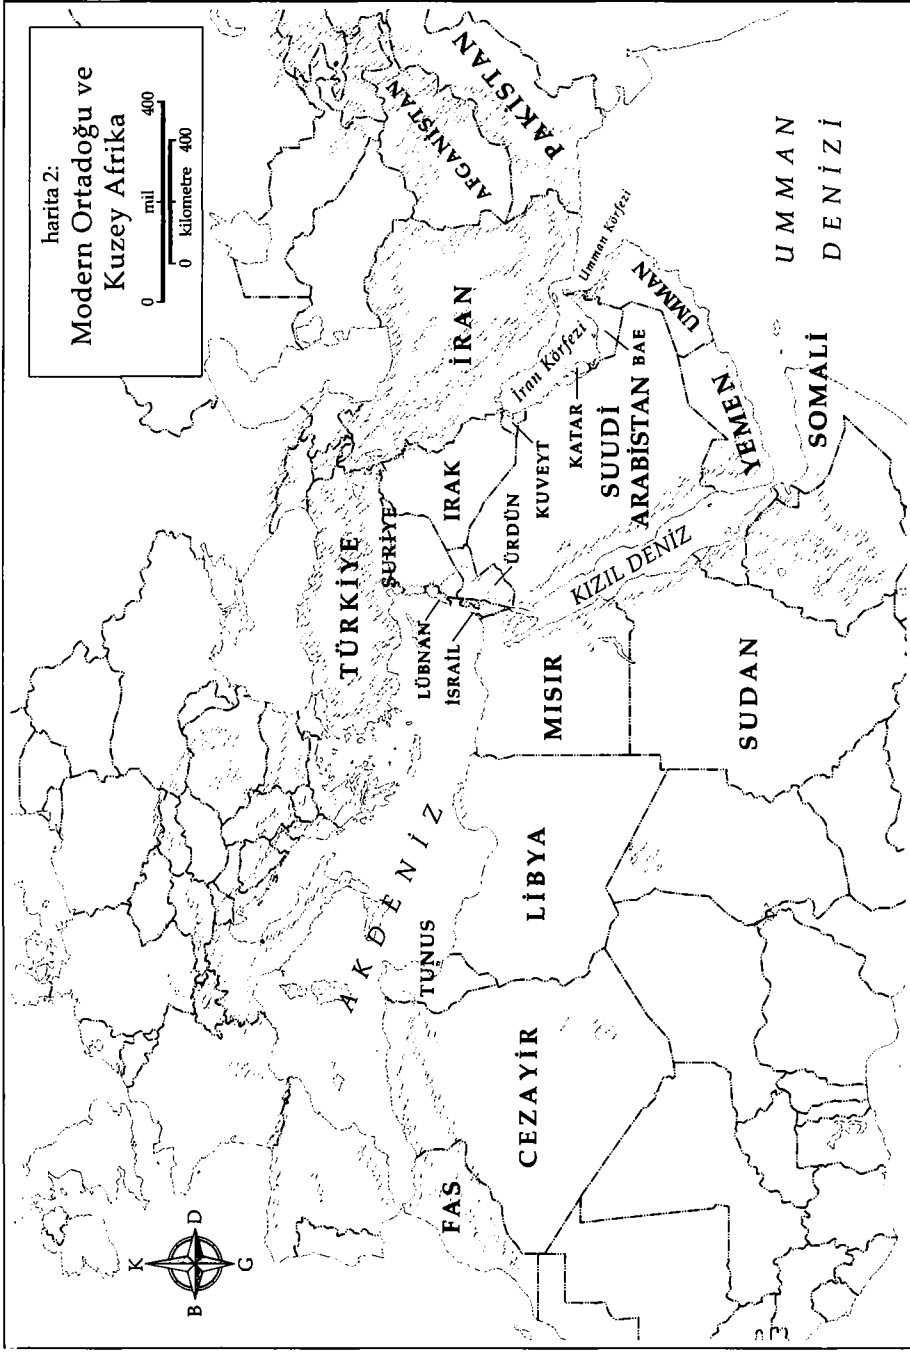 harita 2:
Modern Ortadoğu ve
Kuzey Afrika
0 mil 400
0 kilometre 400
K
B D
G
PAKİSTAN
AFGANİSTAN
İRAN
TÜRKİYE
SURİYE
IRAK
LÜBNAN
İSRAİL
ÜRDÜN
KUVEYT
İran Körfezi
Umman Körfezi
KATAR
BAE
SUUDİ
ARABİSTAN
UMMAN
YEMEN
UMMAN
DENİZİ
KIZIL DENİZ
SOMALİ
AKDENİZ
FAS
CEZAYİR
TUNUS
LİBYA
MISIR
SUDAN